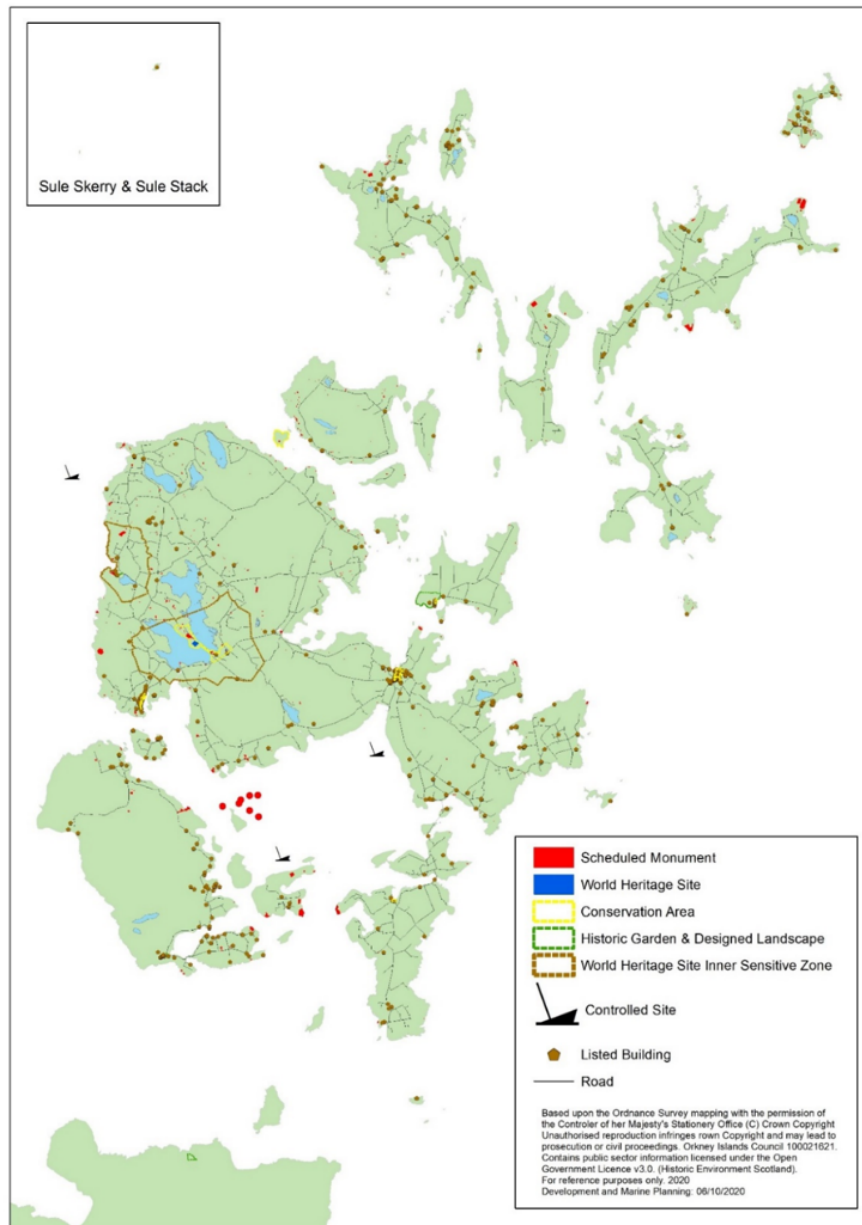 Sule Skerry & Sule Stack
Scheduled Monument
World Heritage Site
Conservation Area
Historic Garden & Designed Landscape
World Heritage Site Inner Sensitive Zone
Controlled Site
Listed Building
Road
Based upon the Ordnance Survey mapping with the permission of
the Controler of her Majesty's Stationery Office (C) Crown Copyright
Unauthorised reproduction infringes rown Copyright and may lead to
prosecution or civil proceedings. Orkney Islands Council 100021621.
Contains public sector information licensed under the Open
Government Licence v3.0. (Historic Environment Scotland).
For reference purposes only. 2020
Development and Marine Planning: 06/10/2020